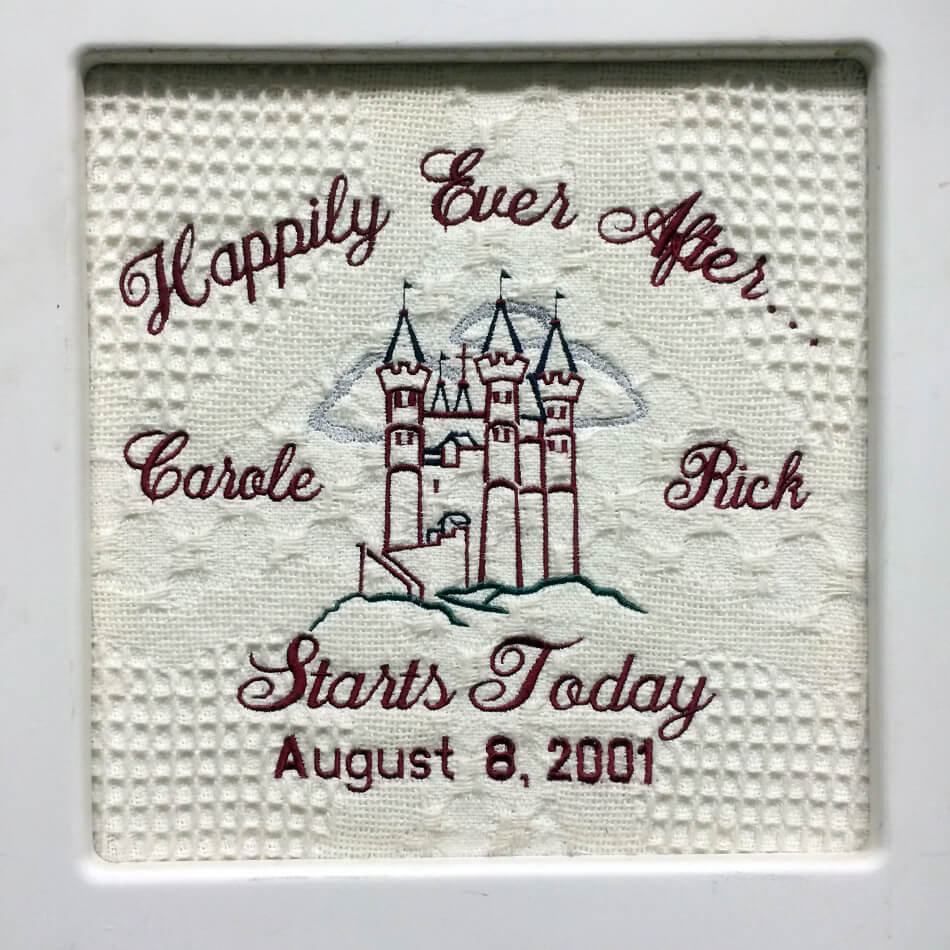 Happily Ever After...
Carole Rick
Starts Today
August 8, 2001